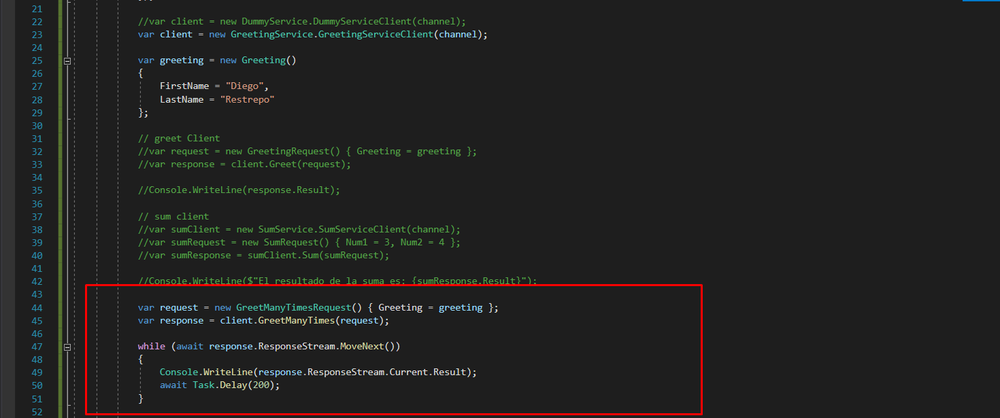 21
22 //var client = new DummyService.DummyServiceClient(channel);
23 var client = new GreetingService.GreetingServiceClient(channel);
24
25 var greeting = new Greeting()
26 {
27 FirstName = "Diego",
28 LastName = "Restrepo"
29 };
30
31 // greet Client
32 //var request = new GreetingRequest() { Greeting = greeting };
33 //var response = client.Greet(request);
34
35 //Console.WriteLine(response.Result);
36
37 // sum client
38 //var sumClient = new SumService.SumServiceClient(channel);
39 //var sumRequest = new SumRequest() { Num1 = 3, Num2 = 4 };
40 //var sumResponse = sumClient.Sum(sumRequest);
41
42 //Console.WriteLine($"El resultado de la suma es: {sumResponse.Result}");
43
44 var request = new GreetManyTimesRequest() { Greeting = greeting };
45 var response = client.GreetManyTimes(request);
46
47 while (await response.ResponseStream.MoveNext())
48 {
49 Console.WriteLine(response.ResponseStream.Current.Result);
50 await Task.Delay(200);
51 }
52